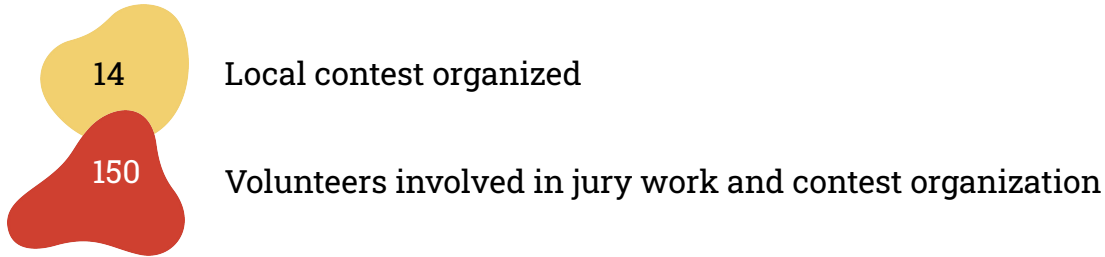 14 Local contest organized
150 Volunteers involved in jury work and contest organization